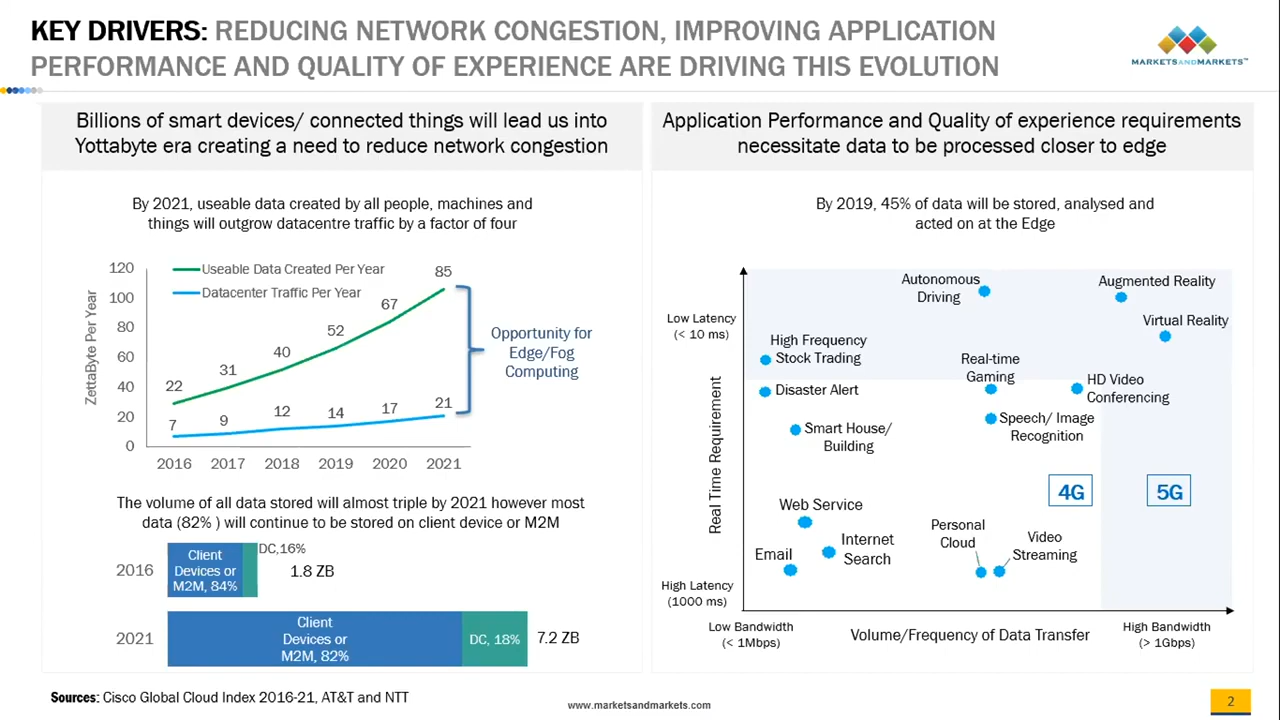 KEY DRIVERS: REDUCING NETWORK CONGESTION, IMPROVING APPLICATION
PERFORMANCE AND QUALITY OF EXPERIENCE ARE DRIVING THIS EVOLUTION
MARKETSANDMARKETS™
Billions of smart devices/ connected things will lead us into
Yottabyte era creating a need to reduce network congestion
By 2021, useable data created by all people, machines and
things will outgrow datacentre traffic by a factor of four
120
100
80
60
40
20
0
ZettaByte Per Year
Useable Data Created Per Year
Datacenter Traffic Per Year
22
31
40
52
67
85
7
9
12
14
17
21
2016
2017
2018
2019
2020
2021
Opportunity for
Edge/Fog
Computing
The volume of all data stored will almost triple by 2021 however most
data (82% ) will continue to be stored on client device or M2M
2016
Client
Devices or
M2M, 84%
DC,16%
1.8 ZB
2021
Client
Devices or
M2M, 82%
DC, 18%
7.2 ZB
Application Performance and Quality of experience requirements
necessitate data to be processed closer to edge
By 2019, 45% of data will be stored, analysed and
acted on at the Edge
Low Latency
(< 10 ms)
Real Time Requirement
High Latency
(1000 ms)
Autonomous
Driving
Augmented Reality
Virtual Reality
High Frequency
Stock Trading
Real-time
Gaming
HD Video
Conferencing
Disaster Alert
Speech/ Image
Recognition
Smart House/
Building
4G
5G
Web Service
Internet
Search
Email
Personal
Cloud
Video
Streaming
Low Bandwidth
(< 1Mbps)
Volume/Frequency of Data Transfer
High Bandwidth
(> 1Gbps)
Sources: Cisco Global Cloud Index 2016-21, AT&T and NTT
www.marketsandmarkets.com
2